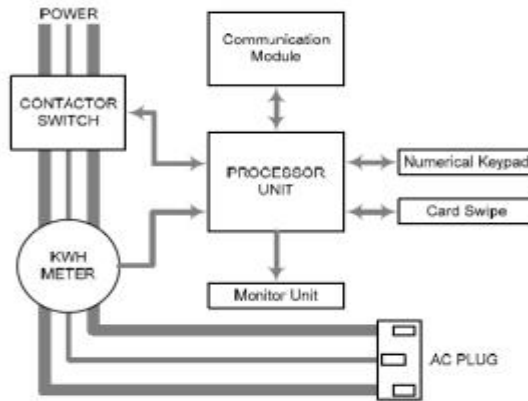 POWER
Communication
Module
CONTACTOR
SWITCH
PROCESSOR
UNIT
Numerical Keypad
Card Swipe
KWH
METER
Monitor Unit
AC PLUG